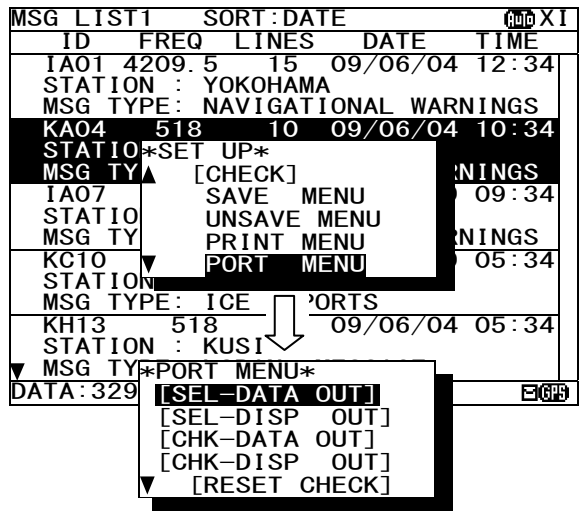 MSG LIST1 SORT:DATE Auto XI
ID FREQ LINES DATE TIME
IA01 4209.5 15 09/06/04 12:34
STATION : YOKOHAMA
MSG TYPE: NAVIGATIONAL WARNINGS
KA04 518 10 09/06/04 10:34
STATIO
MSG TY RNINGS
IA07 09:34
STATIO
MSG TY RNINGS
KC10 05:34
STATION
MSG TYPE: ICE PORTS
KH13 518 09/06/04 05:34
STATION : KUSI
MSG TY
DATA:329 GPS
*SET UP*
[CHECK]
SAVE MENU
UNSAVE MENU
PRINT MENU
PORT MENU
*PORT MENU*
[SEL-DATA OUT]
[SEL-DISP OUT]
[CHK-DATA OUT]
[CHK-DISP OUT]
[RESET CHECK]